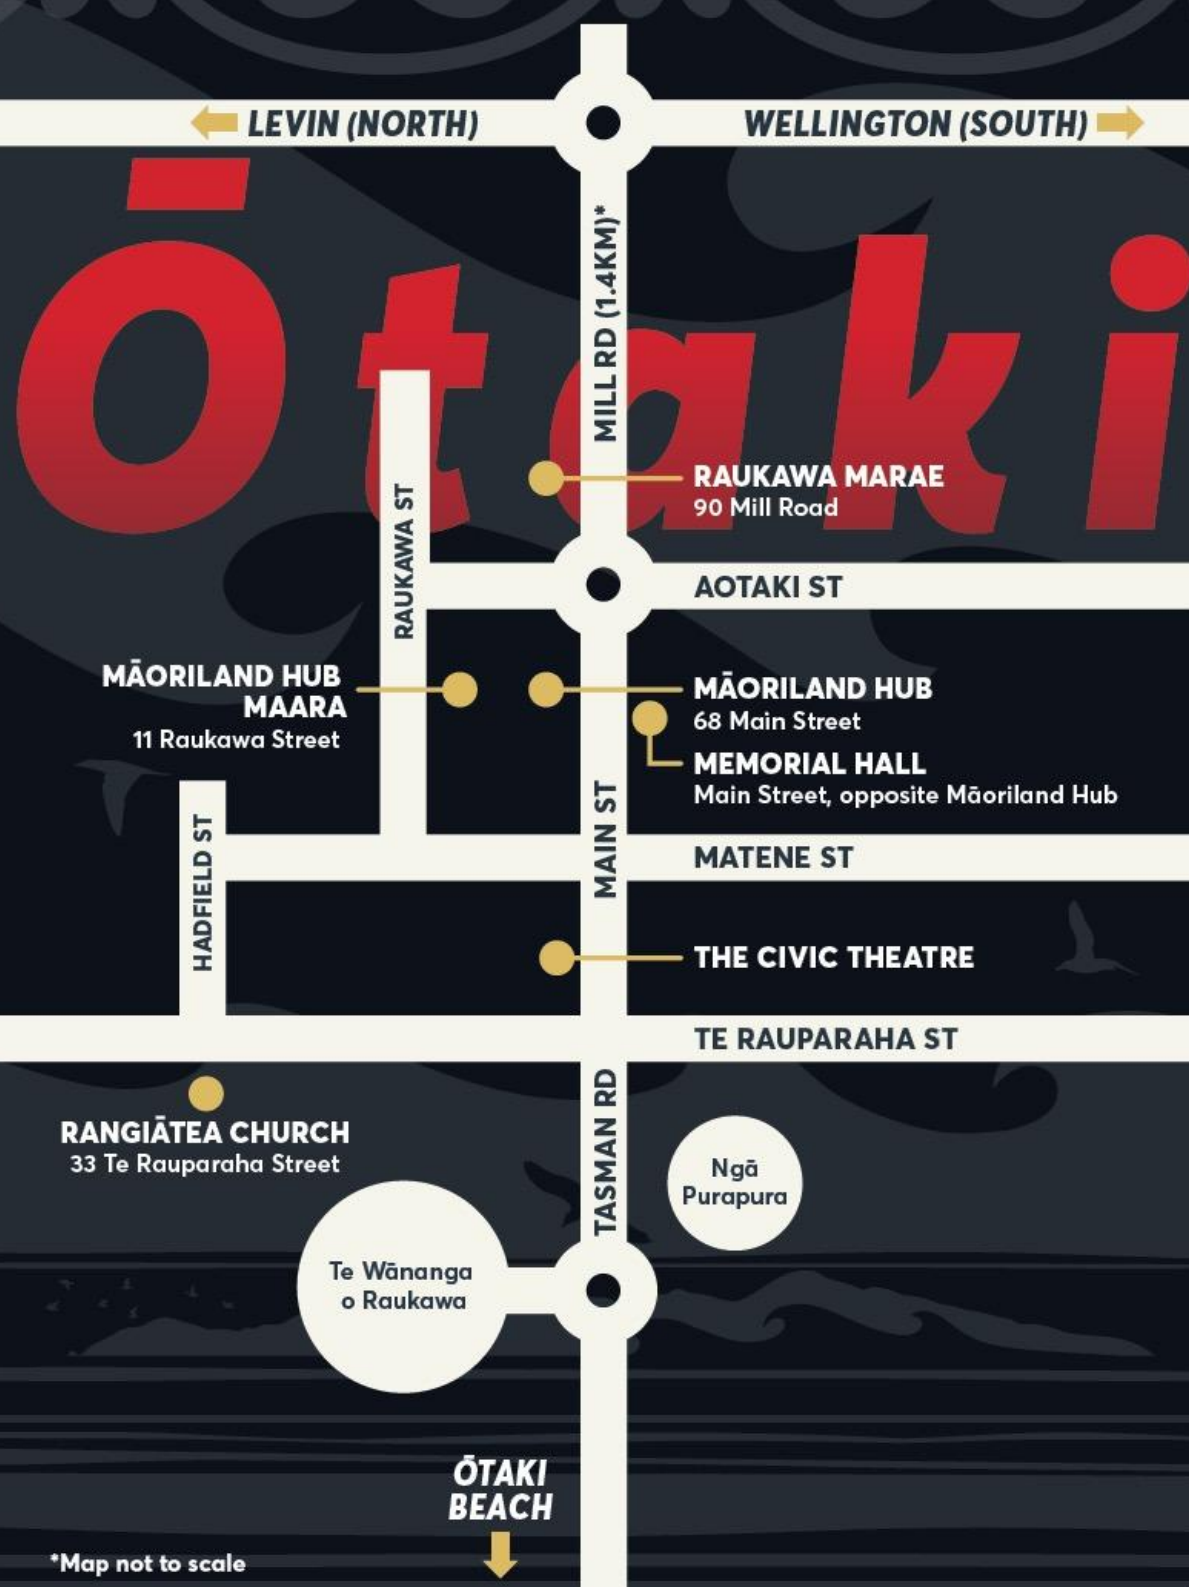 LEVIN (NORTH)
WELLINGTON (SOUTH)
Ōtaki
MILL RD (1.4KM)*
RAUKAWA MARAE
90 Mill Road
RAUKAWA ST
AOTAKI ST
MĀORILAND HUB
MAARA
11 Raukawa Street
MĀORILAND HUB
68 Main Street
MEMORIAL HALL
Main Street, opposite Māoriland Hub
MAIN ST
HADFIELD ST
MATENE ST
THE CIVIC THEATRE
TE RAUPARAHA ST
RANGIĀTEA CHURCH
33 Te Rauparaha Street
TASMAN RD
Ngā
Purapura
Te Wānanga
o Raukawa
ŌTAKI
BEACH
*Map not to scale